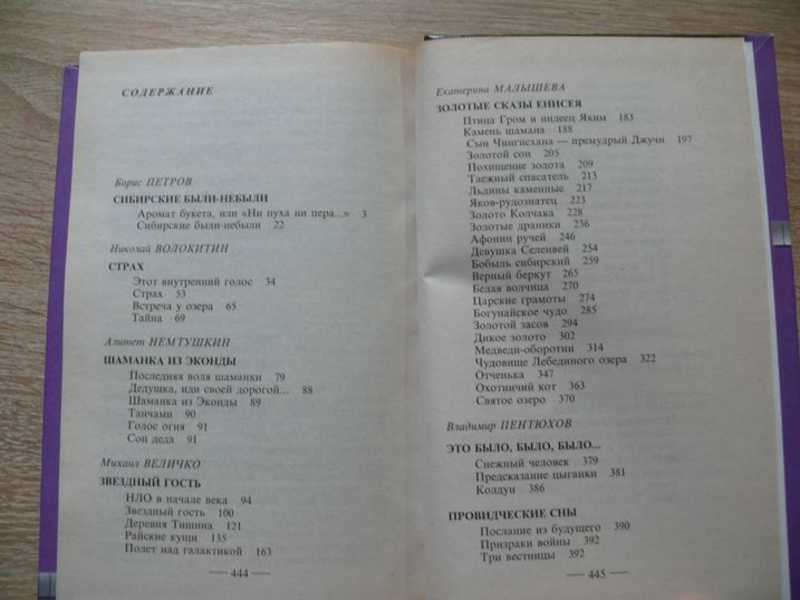 СОДЕРЖАНИЕ
Борис ПЕТРОВ
СИБИРСКИЕ БЫЛИ-НЕБЫЛИ
Аромат букета, или «Ни пуха ни пера...» 3
Сибирские были-небыли 22
Николай ВОЛОКИТИН
СТРАХ
Этот внутренний голос 34
Страх 53
Встреча у озера 65
Тайна 69
Алитет НЕМТУШКИН
ШАМАНКА ИЗ ЭКОНДЫ
Последняя воля шаманки 79
Дедушка, иди своей дорогой... 88
Шаманка из Эконды 89
Танчами 90
Голос огня 91
Сон деда 91
Михаил ВЕЛИЧКО
ЗВЕЗДНЫЙ ГОСТЬ
НЛО в начале века 94
Звездный гость 100
Деревня Тишина 121
Райские кущи 135
Полет над галактикой 163
— 444 —
Екатерина МАЛЫШЕВА
ЗОЛОТЫЕ СКАЗЫ ЕНИСЕЯ
Птица Гром и индеец Яким 183
Камень шамана 188
Сын Чингисхана — премудрый Джучи 197
Золотой сон 205
Похищение золота 209
Таежный спасатель 213
Льдины каменные 217
Яков-рудознатец 223
Золото Колчака 228
Золотые драники 236
Афонин ручей 246
Девушка Селенвей 254
Бобыль сибирский 259
Верный беркут 265
Белая волчица 270
Царские грамоты 274
Богунайское чудо 285
Золотой засов 294
Дикое золото 302
Медведи-оборотни 314
Чудовище Лебединого озера 322
Отченька 347
Охотничий кот 363
Святое озеро 370
Владимир ПЕНТЮХОВ
ЭТО БЫЛО, БЫЛО, БЫЛО...
Снежный человек 379
Предсказание цыганки 381
Колдун 386
ПРОВИДЧЕСКИЕ СНЫ
Послание из будущего 390
Призраки войны 392
Три вестницы 392
— 445 —